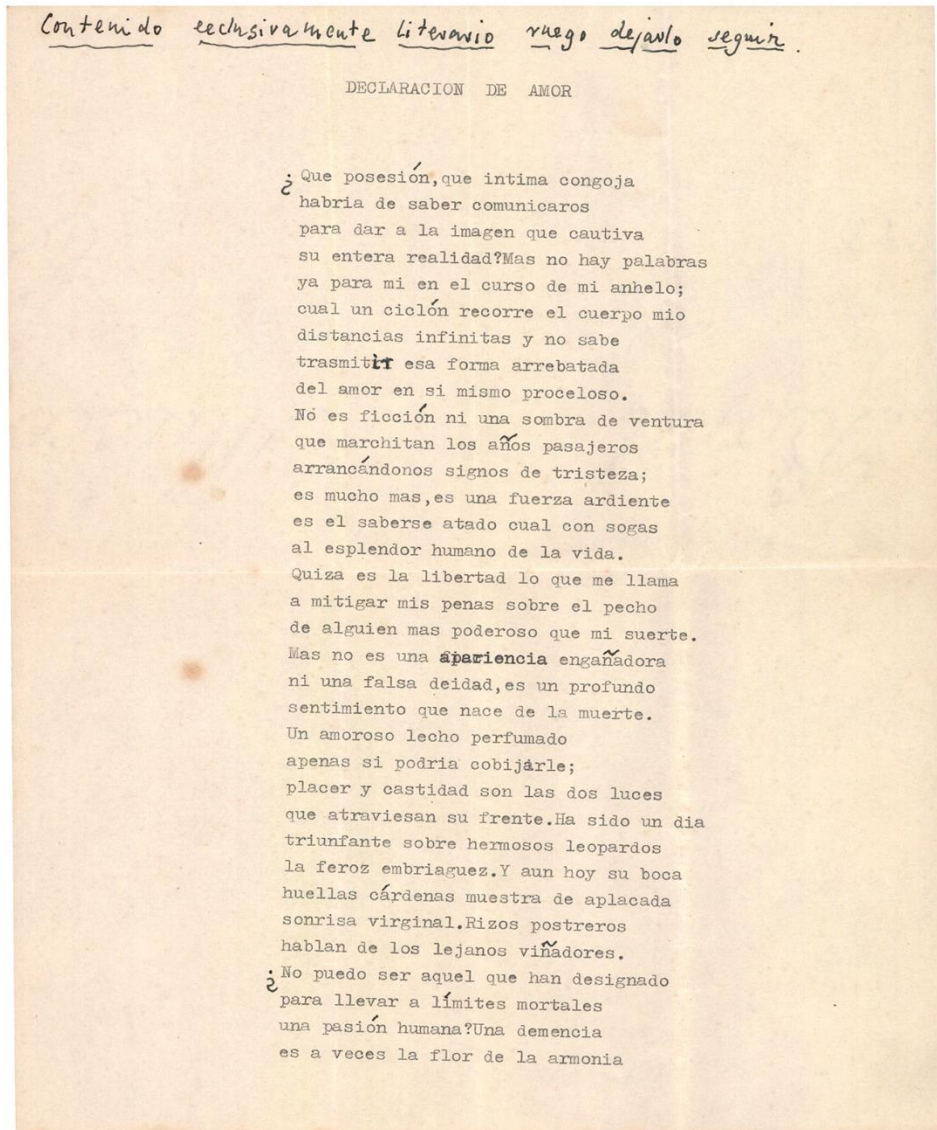 Contenido eeclusivamente literario ruego dejarlo seguir.
DECLARACION DE AMOR
¿Que posesión,que intima congoja
habria de saber comunicaros
para dar a la imagen que cautiva
su entera realidad?Mas no hay palabras
ya para mi en el curso de mi anhelo;
cual un ciclón recorre el cuerpo mio
distancias infinitas y no sabe
trasmitir esa forma arrebatada
del amor en si mismo proceloso.
No es ficción ni una sombra de ventura
que marchitan los años pasajeros
arrancándonos signos de tristeza;
es mucho mas,es una fuerza ardiente
es el saberse atado cual con sogas
al esplendor humano de la vida.
Quiza es la libertad lo que me llama
a mitigar mis penas sobre el pecho
de alguien mas poderoso que mi suerte.
Mas no es una apariencia engañadora
ni una falsa deidad,es un profundo
sentimiento que nace de la muerte.
Un amoroso lecho perfumado
apenas si podria cobijárle;
placer y castidad son las dos luces
que atraviesan su frente.Ha sido un dia
triunfante sobre hermosos leopardos
la feroz embriaguez.Y aun hoy su boca
huellas cárdenas muestra de aplacada
sonrisa virginal.Rizos postreros
hablan de los lejanos viñadores.
¿No puedo ser aquel que han designado
para llevar a límites mortales
una pasión humana?Una demencia
es a veces la flor de la armonia